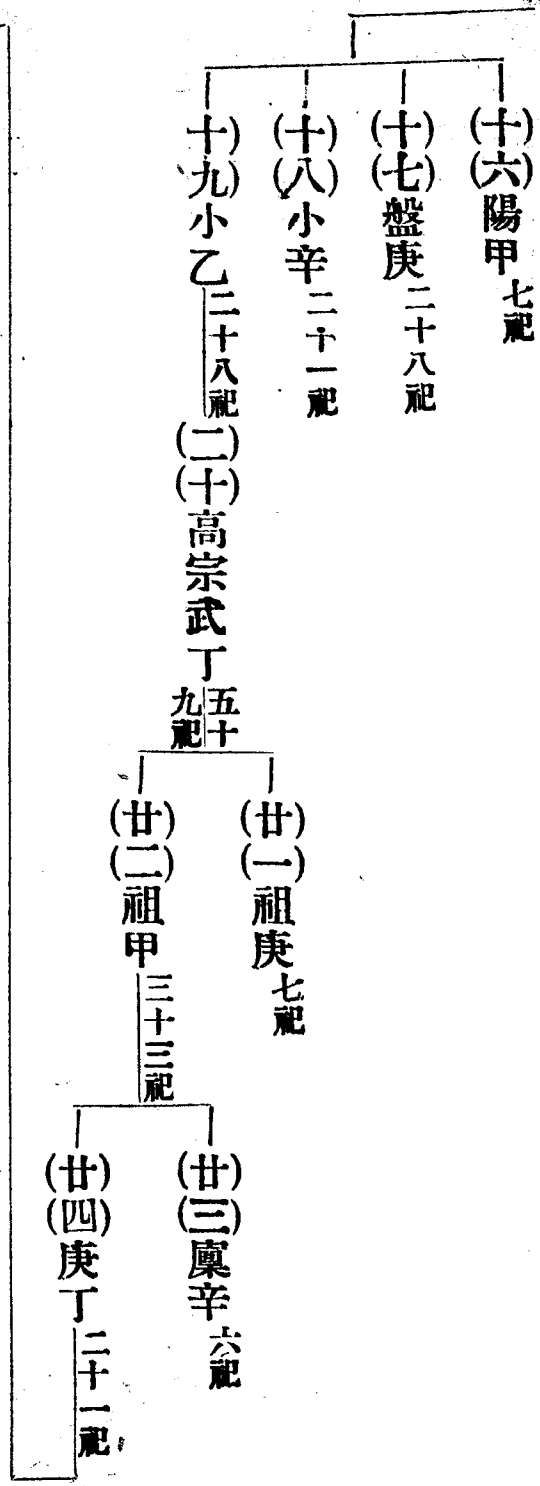 (十六)陽甲 七祀
(十七)盤庚 二十八祀
(十八)小辛 二十一祀
(十九)小乙 二十八祀
(二十)高宗武丁 五十九祀
(廿一)祖庚 七祀
(廿二)祖甲 三十三祀
(廿三)廩辛 六祀
(廿四)庚丁 二十一祀